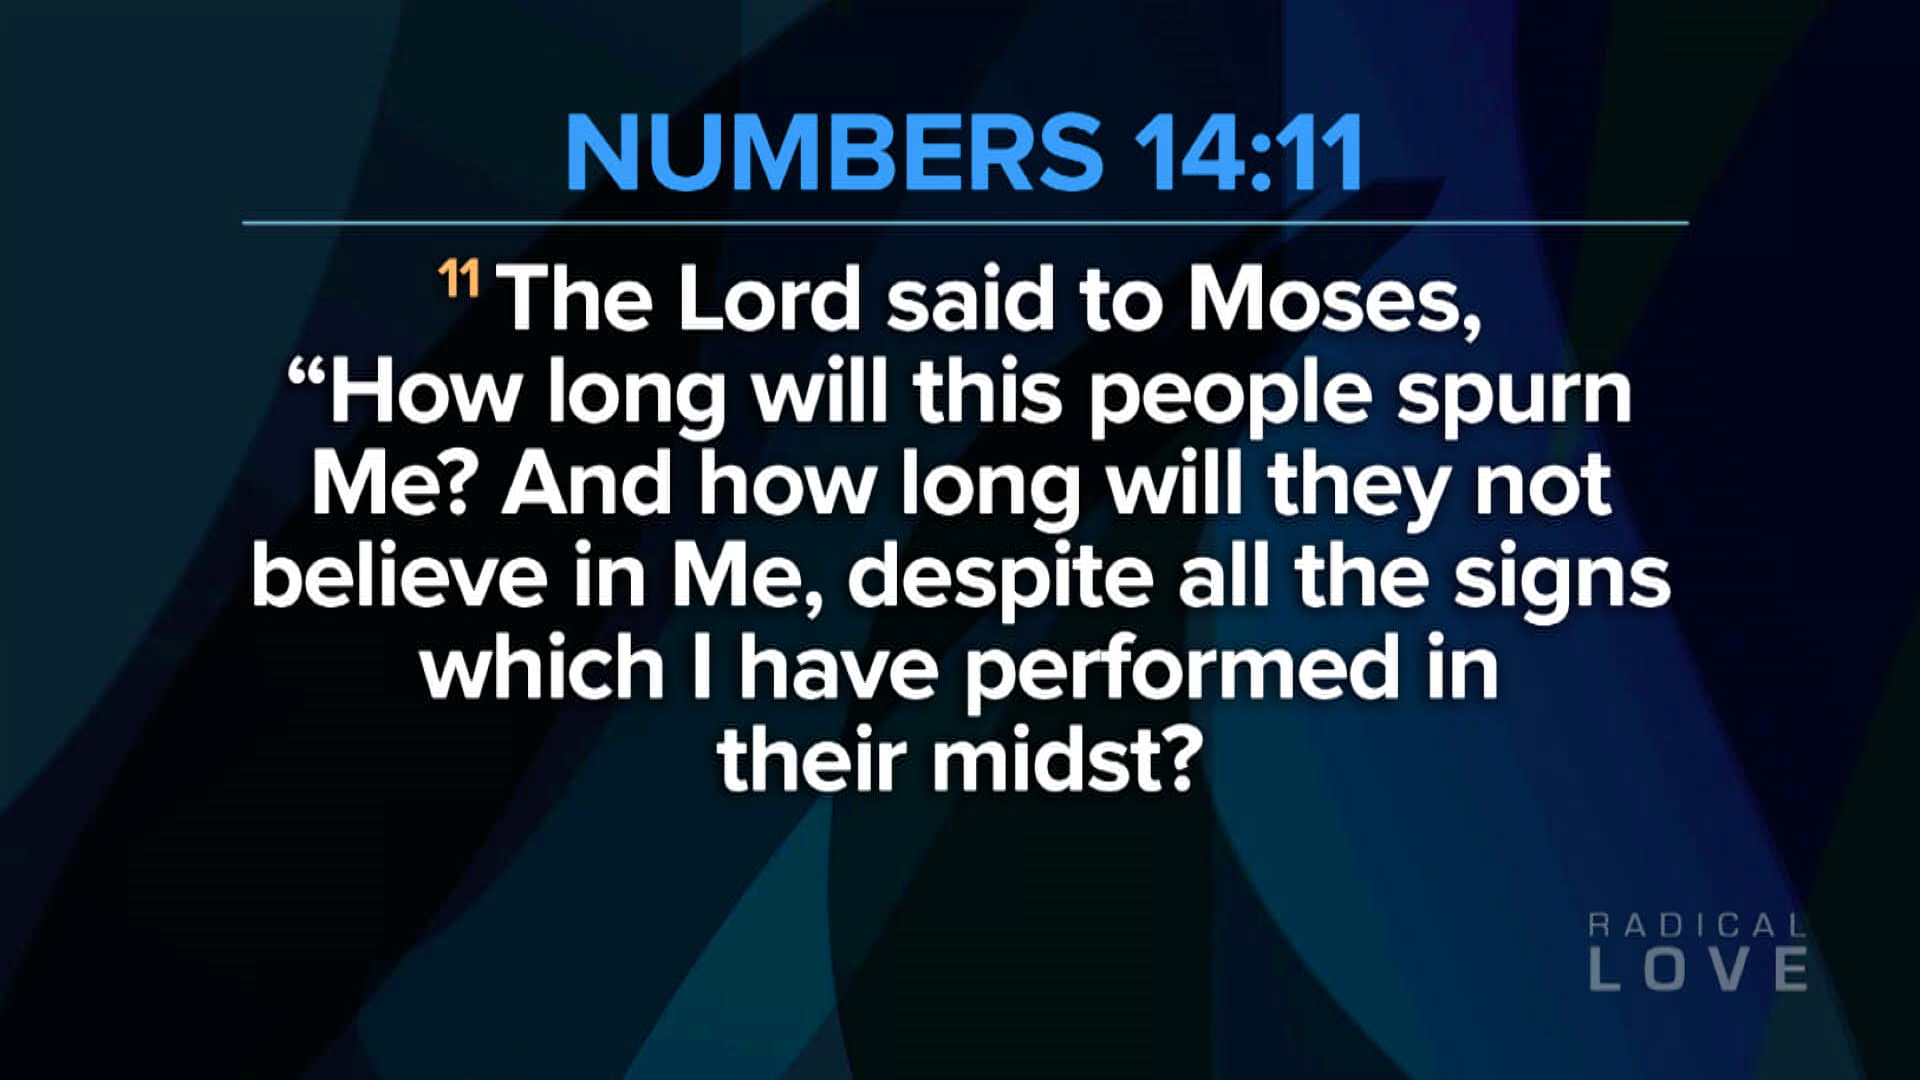 NUMBERS 14:11
11 The Lord said to Moses,
“How long will this people spurn
Me? And how long will they not
believe in Me, despite all the signs
which I have performed in
their midst?
RADICAL
LOVE